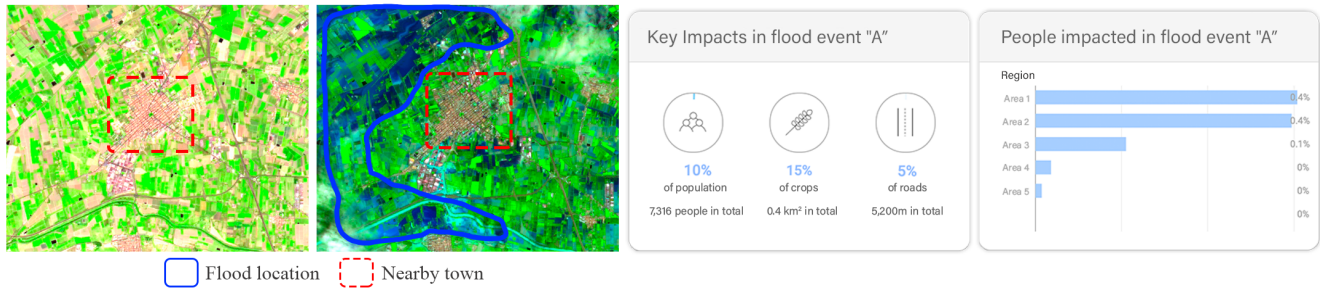 Key Impacts in flood event "A”
10%
of population
7,316 people in total
15%
of crops
0.4 km² in total
5%
of roads
5,200m in total
People impacted in flood event "A”
Region
Area 1
0.4%
Area 2
0.4%
Area 3
0.1%
Area 4
0%
Area 5
0%
0%
Flood location
Nearby town